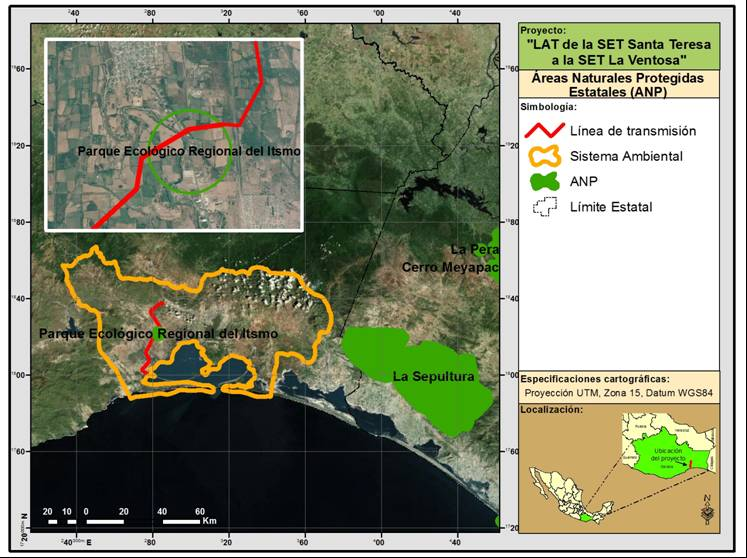 Proyecto:
"LAT de la SET Santa Teresa
a la SET La Ventosa"
Áreas Naturales Protegidas
Estatales (ANP)
Simbología:
Línea de transmisión
Sistema Ambiental
ANP
Límite Estatal
Especificaciones cartográficas:
Proyección UTM, Zona 15, Datum WGS84
Localización:
Ubicación
del proyecto
N
Parque Ecológico Regional del Itsmo
La Pera
Cerro Meyapac
Parque Ecológico Regional del Itsmo
La Sepultura
20 10 0 20 40 60
Km